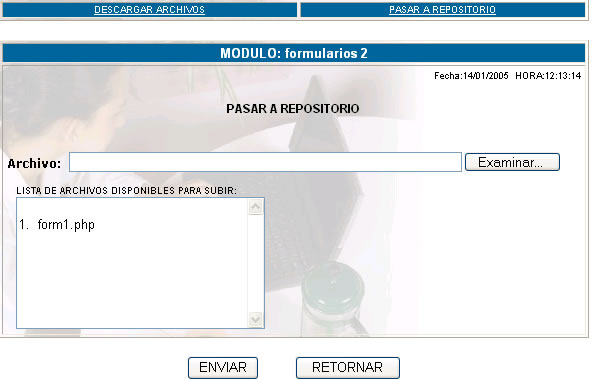 DESCARGAR ARCHIVOS PASAR A REPOSITORIO
MODULO: formularios 2
Fecha:14/01/2005 HORA:12:13:14
PASAR A REPOSITORIO
Archivo: Examinar...
LISTA DE ARCHIVOS DISPONIBLES PARA SUBIR:
1. form1.php
ENVIAR RETORNAR